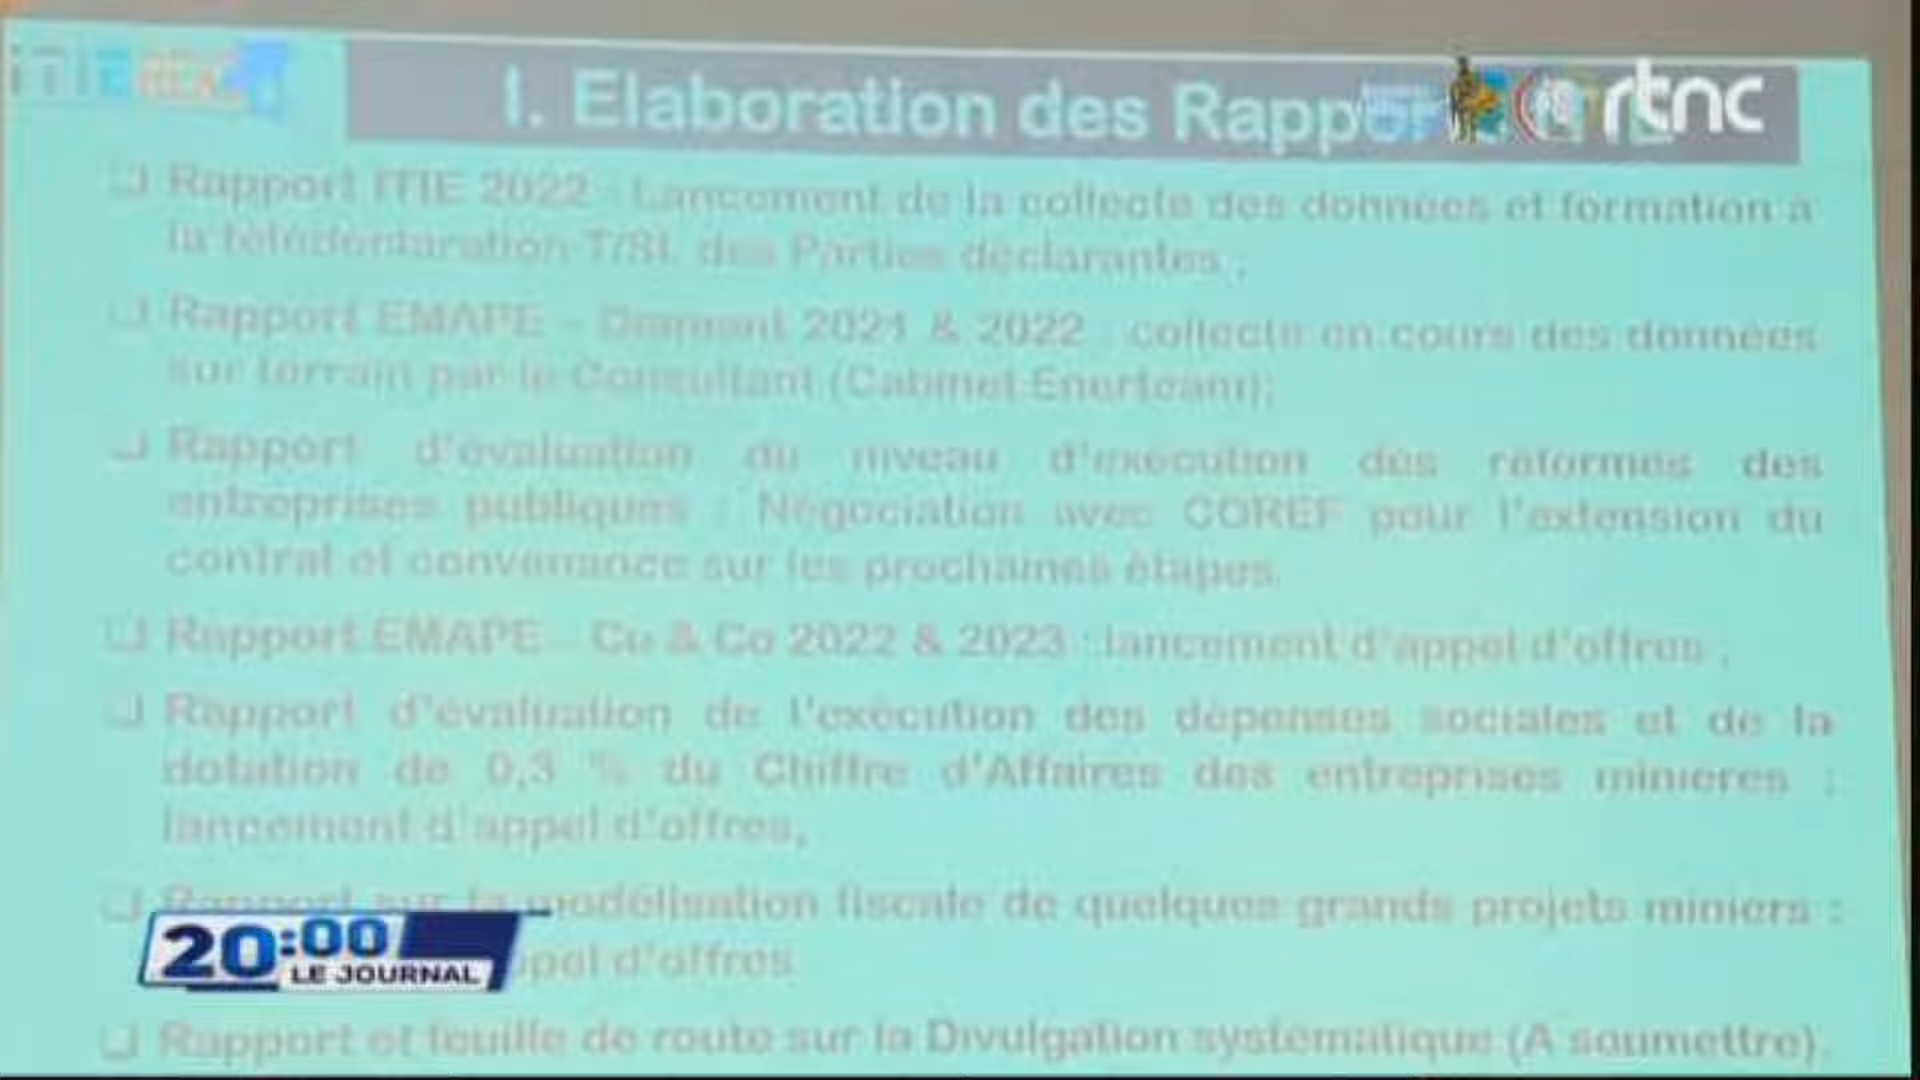 ITIE RDC
I. Elaboration des Rapports
rtnc
Rapport ITIE 2022 : Lancement de la collecte des données et formation à
la T/SL des Parties déclarantes ;
Rapport EMAPE - Diamant 2021 & 2022 : collecte en cours des données
sur terrain par le Consultant (Cabinet Enerteam);
Rapport d'évaluation du niveau d'exécution des réformes des
entreprises publiques : Négociation avec COREF pour l'extension du
contrat et convenance sur les prochaines étapes.
Rapport EMAPE - Cu & Co 2022 & 2023 : lancement d'appel d'offres ;
Rapport d'évaluation de l'exécution des dépenses sociales et de la
dotation de 0,3 % du Chiffre d'Affaires des entreprises minières :
lancement d'appel d'offres,
Rapport sur la modélisation fiscale de quelques grands projets miniers :
d'offres
20:00
LE JOURNAL
Rapport et feuille de route sur la Divulgation systématique (A soumettre).